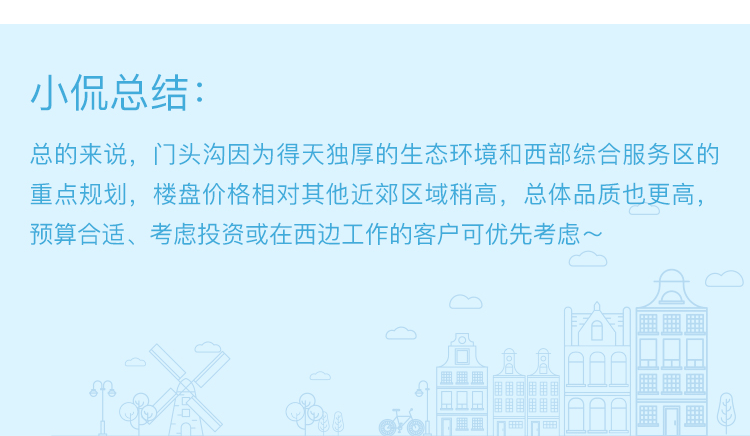 小侃总结：
总的来说，门头沟因为得天独厚的生态环境和西部综合服务区的
重点规划，楼盘价格相对其他近郊区域稍高，总体品质也更高，
预算合适、考虑投资或在西边工作的客户可优先考虑～